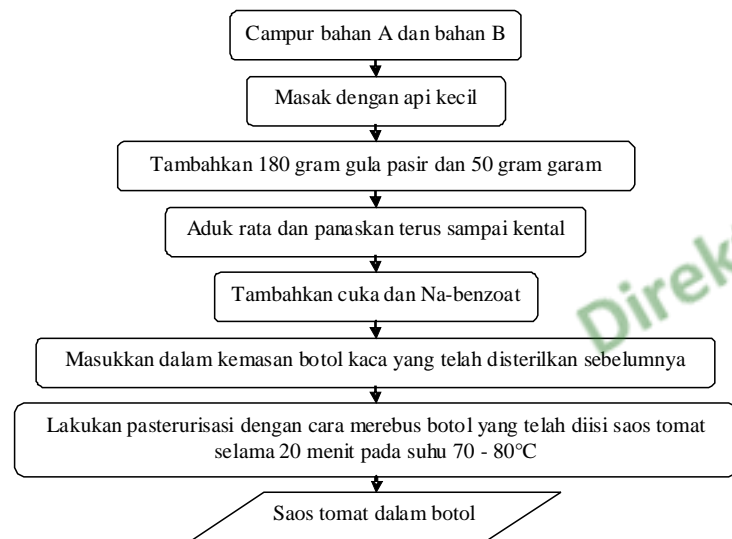 Campur bahan A dan bahan B
Masak dengan api kecil
Tambahkan 180 gram gula pasir dan 50 gram garam
Aduk rata dan panaskan terus sampai kental
Tambahkan cuka dan Na-benzoat
Direk
Masukkan dalam kemasan botol kaca yang telah disterilkan sebelumnya
Lakukan pasterurisasi dengan cara merebus botol yang telah diisi saos tomat
selama 20 menit pada suhu 70 - 80°C
Saos tomat dalam botol